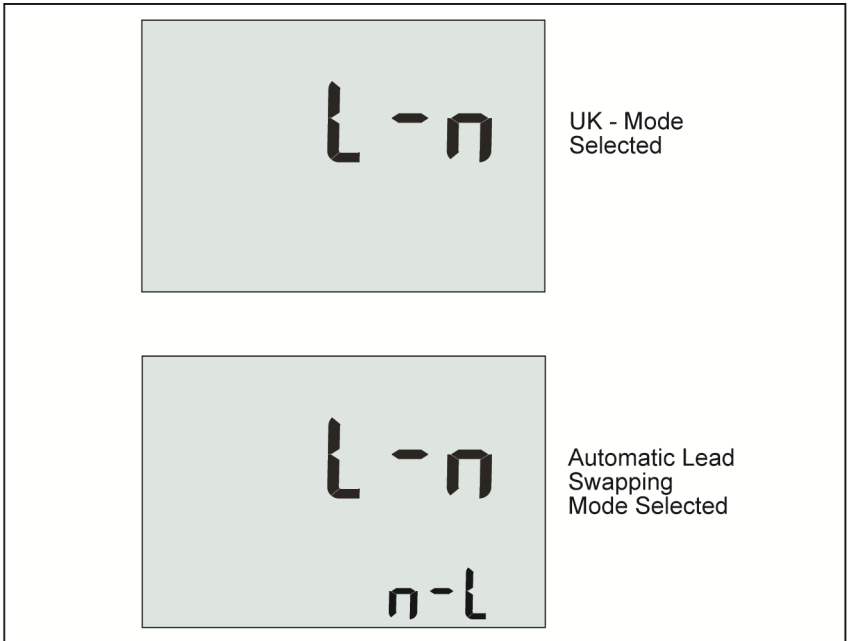 L-n
UK - Mode
Selected
L-n
n-L
Automatic Lead
Swapping
Mode Selected